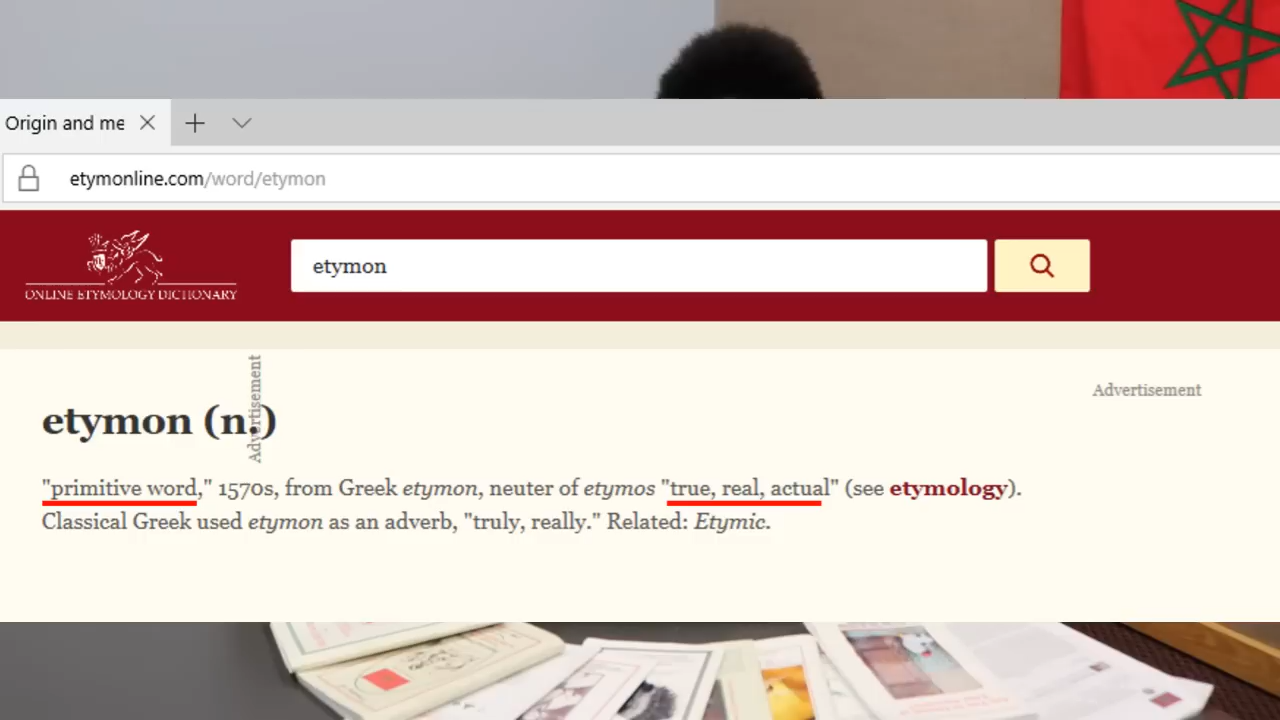 Origin and me
etymonline.com/word/etymon
ONLINE ETYMOLOGY DICTIONARY
etymon
Advertisement
Advertisement
etymon (n.)
"primitive word," 1570s, from Greek etymon, neuter of etymos "true, real, actual" (see etymology).
Classical Greek used etymon as an adverb, "truly, really." Related: Etymic.